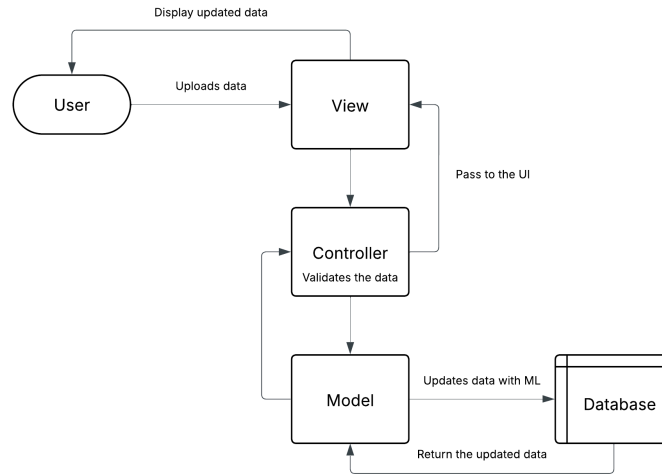 Display updated data
Uploads data
User
View
Pass to the UI
Controller
Validates the data
Updates data with ML
Model
Database
Return the updated data